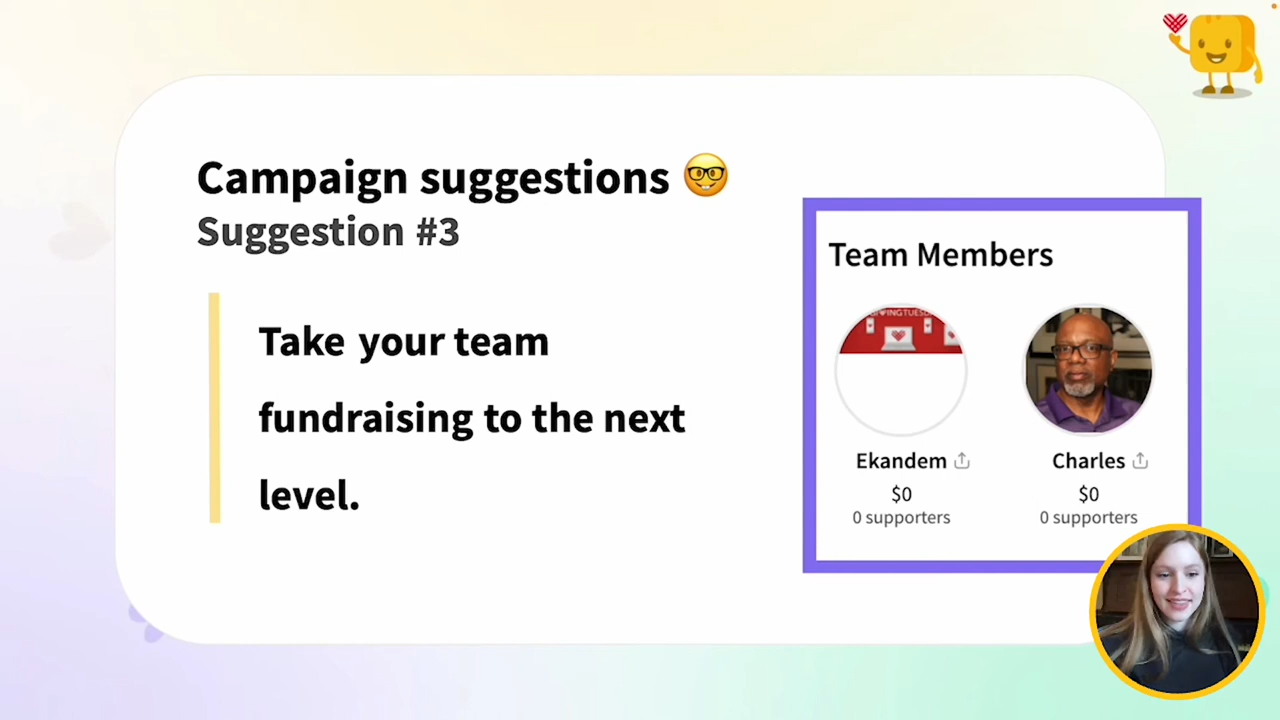 Campaign suggestions 🤓
Suggestion #3
Take your team
fundraising to the next
level.
Team Members
GIVINGTUESD
Ekandem
Charles
$0
$0
0 supporters
0 supporters